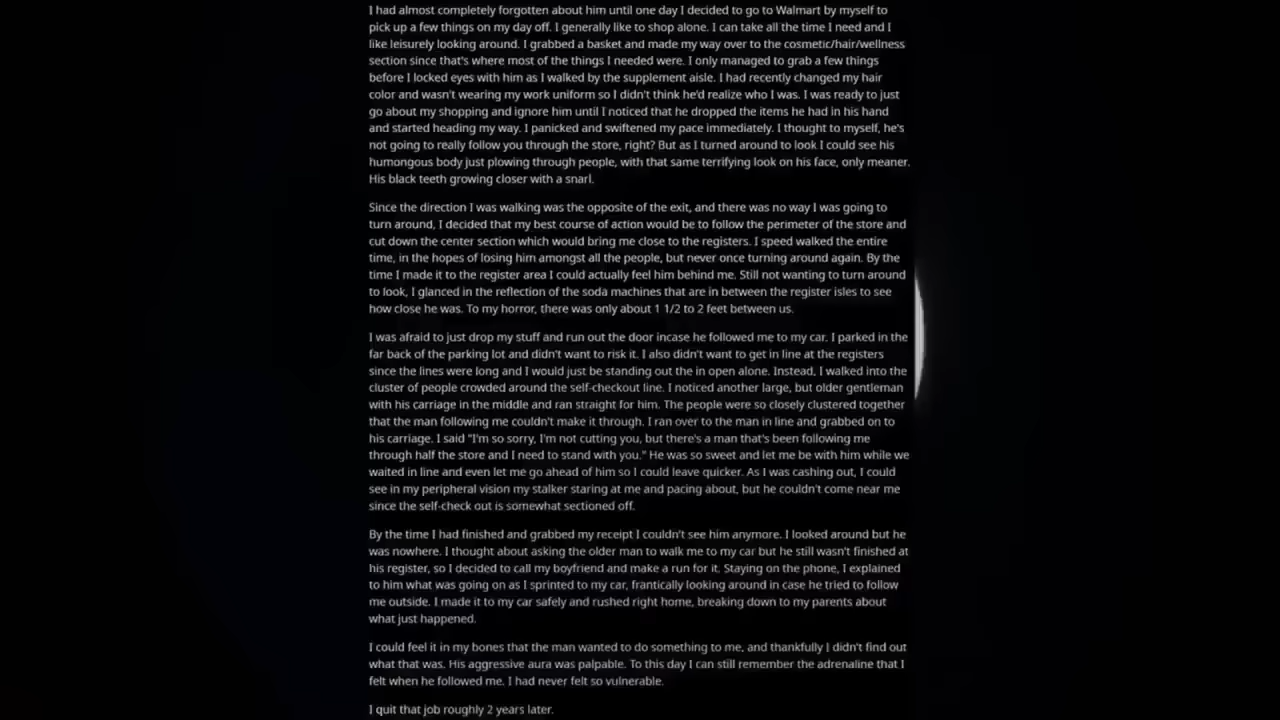 I had almost completely forgotten about him until one day I decided to go to Walmart by myself to
pick up a few things on my day off. I generally like to shop alone. I can take all the time I need and I
like leisurely looking around. I grabbed a basket and made my way over to the cosmetic/hair/wellness
section since that's where most of the things I needed were. I only managed to grab a few things
before I locked eyes with him as I walked by the supplement aisle. I had recently changed my hair
color and wasn't wearing my work uniform so I didn't think he'd realize who I was. I was ready to just
go about my shopping and ignore him until I noticed that he dropped the items he had in his hand
and started heading my way. I panicked and swiftened my pace immediately. I thought to myself, he's
not going to really follow you through the store, right? But as I turned around to look I could see his
humongous body just plowing through people, with that same terrifying look on his face, only meaner.
His black teeth growing closer with a snarl.
Since the direction I was walking was the opposite of the exit, and there was no way I was going to
turn around, I decided that my best course of action would be to follow the perimeter of the store and
cut down the center section which would bring me close to the registers. I speed walked the entire
time, in the hopes of losing him amongst all the people, but never once turning around again. By the
time I made it to the register area I could actually feel him behind me. Still not wanting to turn around
to look, I glanced in the reflection of the soda machines that are in between the register isles to see
how close he was. To my horror, there was only about 1 1/2 to 2 feet between us.
I was afraid to just drop my stuff and run out the door incase he followed me to my car. I parked in the
far back of the parking lot and didn't want to risk it. I also didn't want to get in line at the registers
since the lines were long and I would just be standing out the in open alone. Instead, I walked into the
cluster of people crowded around the self-checkout line. I noticed another large, but older gentleman
with his carriage in the middle and ran straight for him. The people were so closely clustered together
that the man following me couldn't make it through. I ran over to the man in line and grabbed on to
his carriage. I said "I'm so sorry, I'm not cutting you, but there's a man that's been following me
through half the store and I need to stand with you." He was so sweet and let me be with him while we
waited in line and even let me go ahead of him so I could leave quicker. As I was cashing out, I could
see in my peripheral vision my stalker staring at me and pacing about, but he couldn't come near me
since the self-check out is somewhat sectioned off.
By the time I had finished and grabbed my receipt I couldn't see him anymore. I looked around but he
was nowhere. I thought about asking the older man to walk me to my car but he still wasn't finished at
his register, so I decided to call my boyfriend and make a run for it. Staying on the phone, I explained
to him what was going on as I sprinted to my car, frantically looking around in case he tried to follow
me outside. I made it to my car safely and rushed right home, breaking down to my parents about
what just happened.
I could feel it in my bones that the man wanted to do something to me, and thankfully I didn't find out
what that was. His aggressive aura was palpable. To this day I can still remember the adrenaline that I
felt when he followed me. I had never felt so vulnerable.
I quit that job roughly 2 years later.